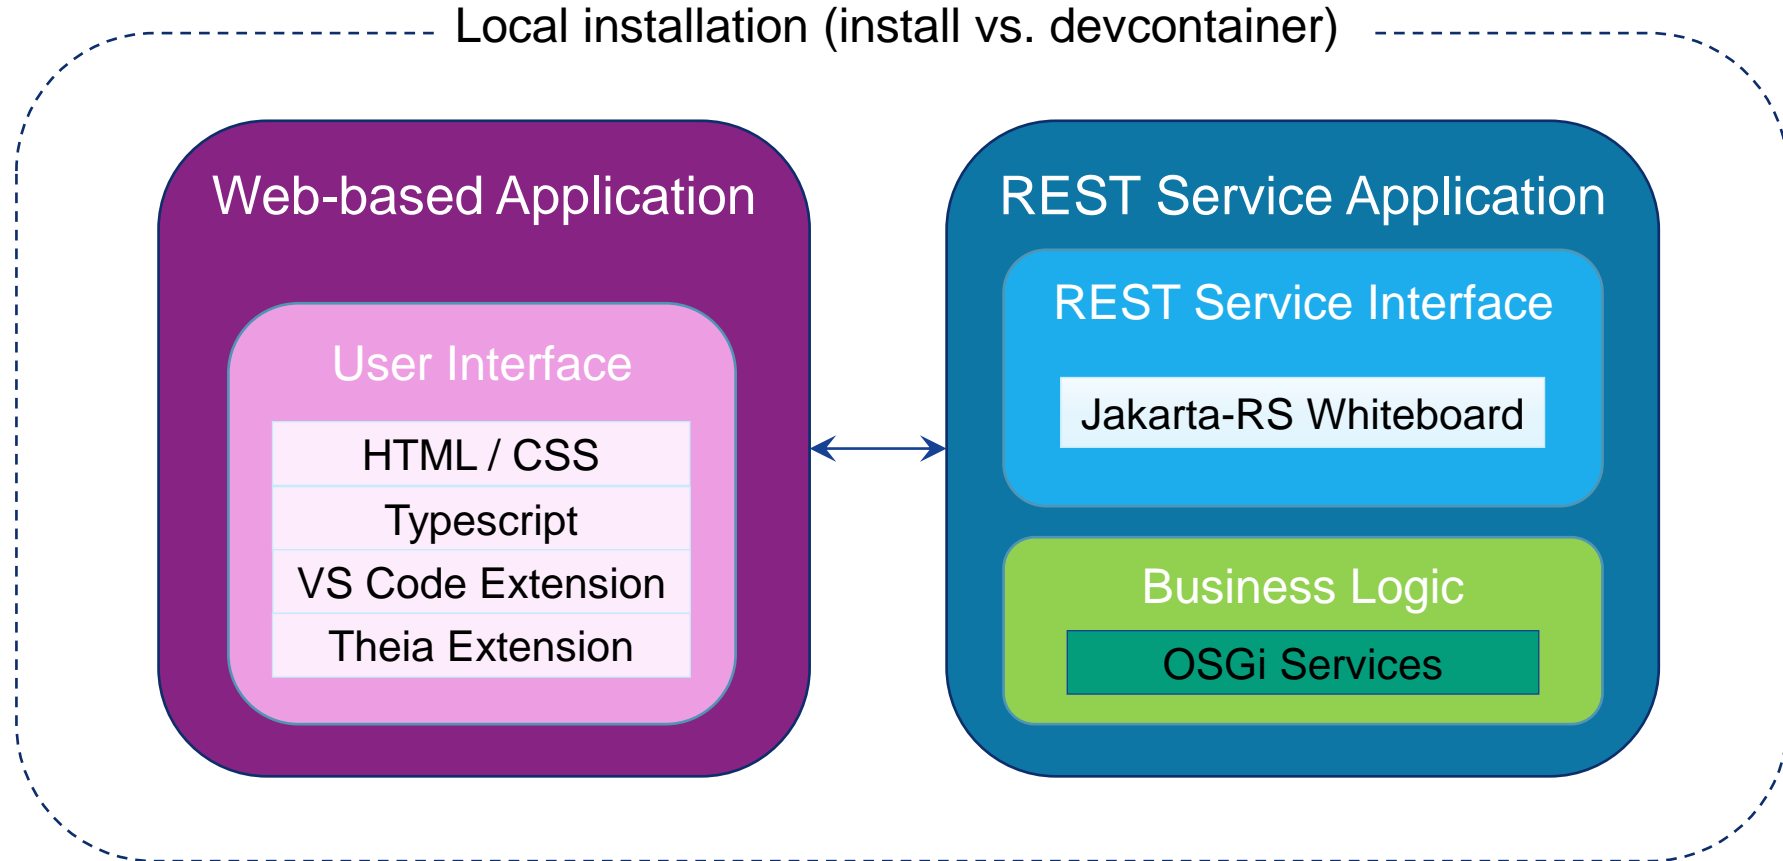 Local installation (install vs. devcontainer)
Web-based Application
User Interface
HTML / CSS
Typescript
VS Code Extension
Theia Extension
REST Service Application
REST Service Interface
Jakarta-RS Whiteboard
Business Logic
OSGi Services